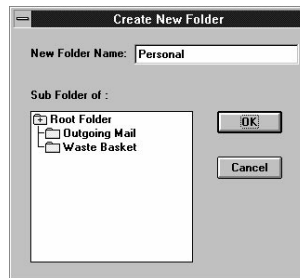 Create New Folder
New Folder Name: Personal
Sub Folder of :
Root Folder
Outgoing Mail
Waste Basket
OK
Cancel